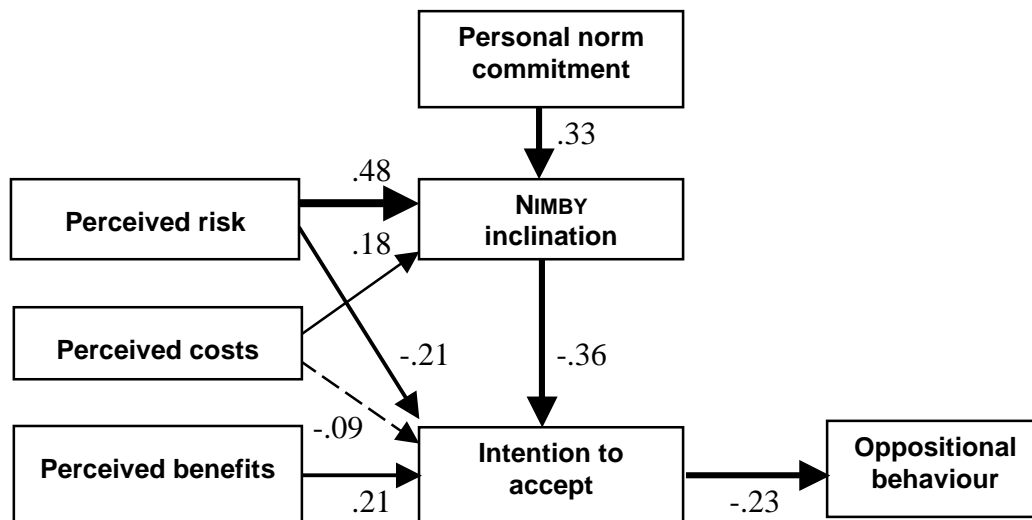 Personal norm
commitment
.33
.48
Perceived risk
NIMBY
inclination
.18
Perceived costs
-.21
-.36
-.09
Perceived benefits
.21
Intention to
accept
-.23
Oppositional
behaviour